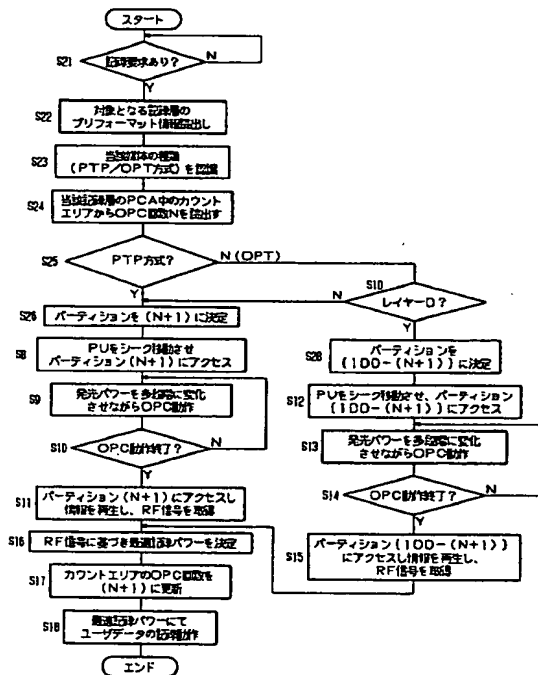 スタート
S21
記録要求あり？
N
Y
S22
対象となる記録層の
プリフォーマット情報読出し
S23
当該媒体の種類
（PTP／OPT方式）を認識
S24
当該記録層のPCA中のカウント
エリアからOPC回数Nを読出す
S25
PTP方式？
N（OPT）
Y
S10
レイヤー0？
N
Y
S26
パーティションを（N＋1）に決定
S28
パーティションを
{100−（N＋1）}に決定
S8
PUをシーク移動させ
パーティション（N＋1）にアクセス
S12
PUをシーク移動させ、パーティション
{100−（N＋1）}にアクセス
S9
発光パワーを多段階に変化
させながらOPC動作
S13
発光パワーを多段階に変化
させながらOPC動作
S10
OPC動作終了？
N
Y
S14
OPC動作終了？
N
Y
S11
パーティション（N＋1）にアクセスし
情報を再生し、RF信号を取得
S15
パーティション{100−（N＋1）}
にアクセスし情報を再生し、
RF信号を取得
S16
RF信号に基づき最適記録パワーを決定
S17
カウントエリアのOPC回数を
（N＋1）に更新
S18
最適記録パワーにて
ユーザデータの記録動作
エンド